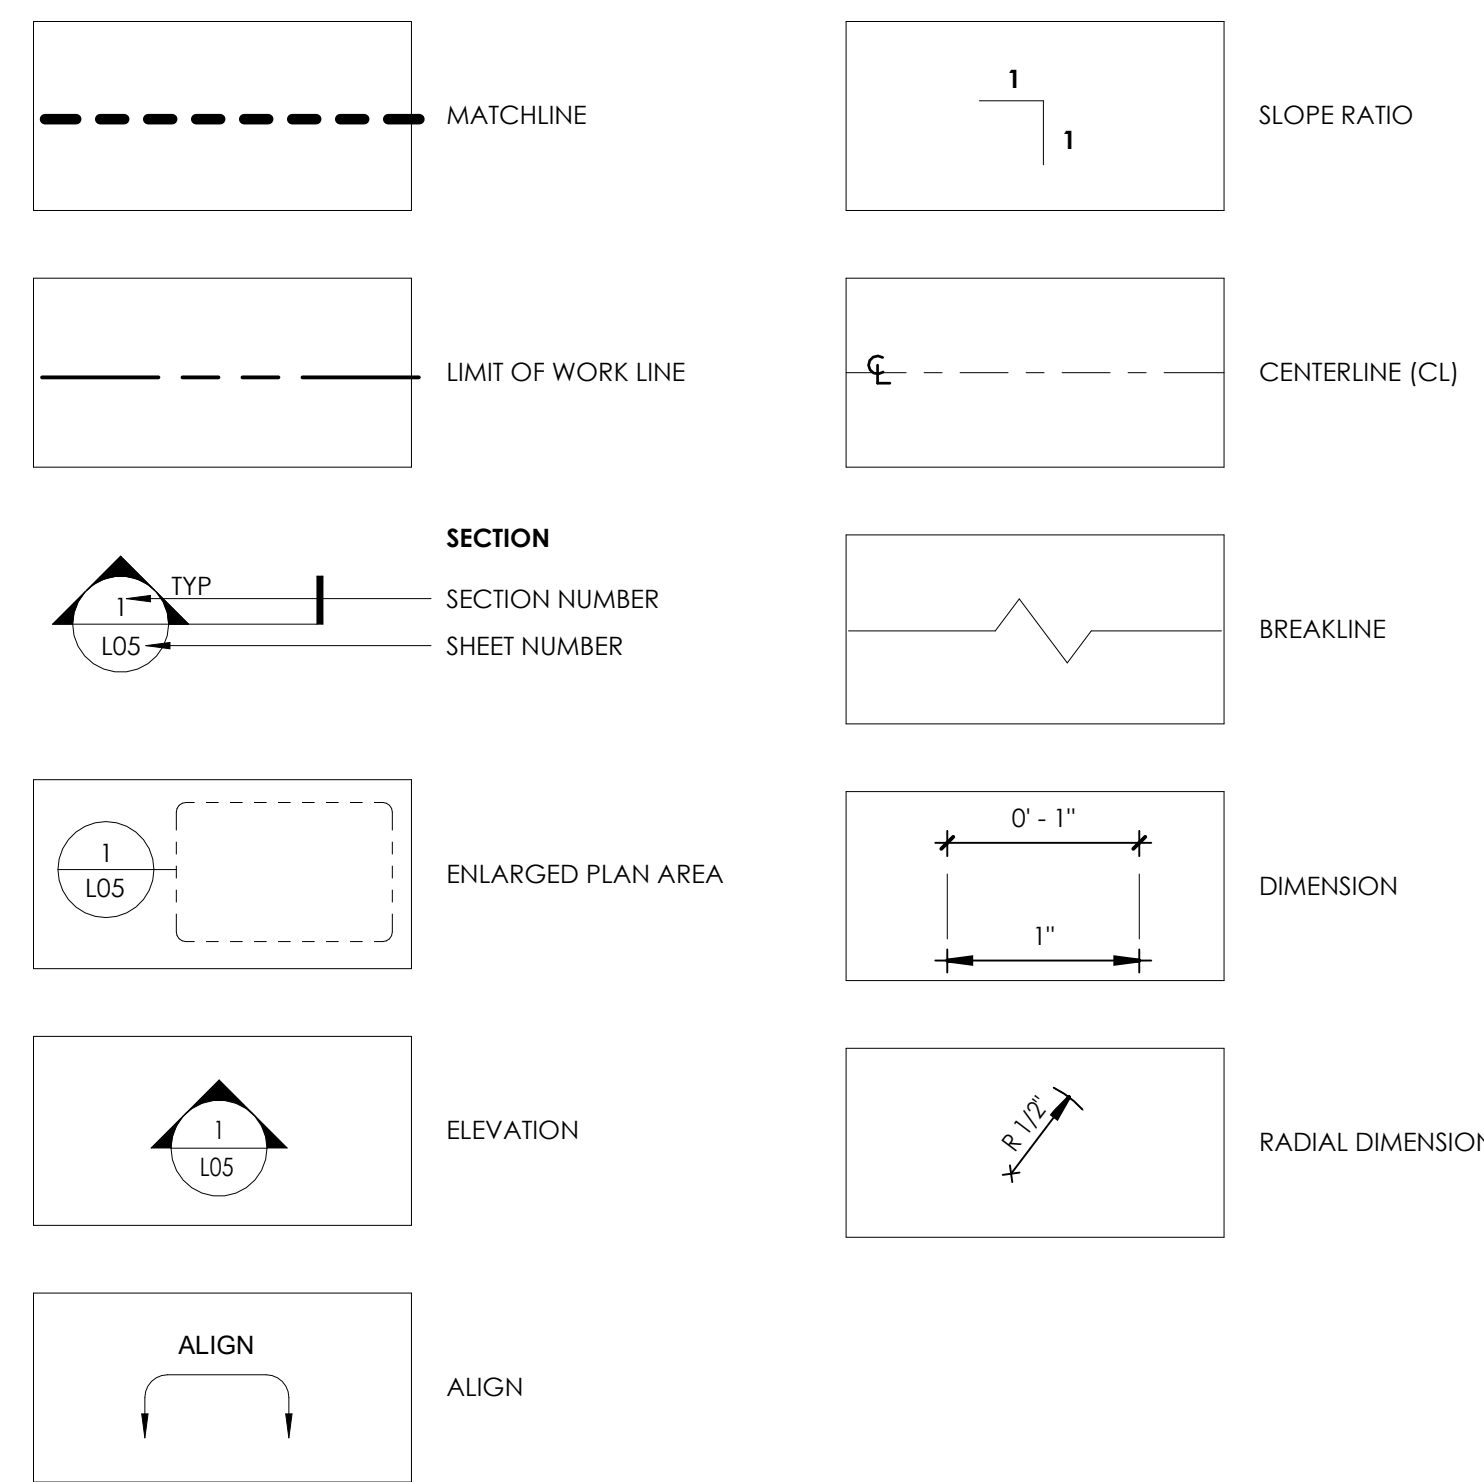 MATCHLINE
LIMIT OF WORK LINE
SECTION
TYP
1
SECTION NUMBER
L05
SHEET NUMBER
1
L05
ENLARGED PLAN AREA
1
L05
ELEVATION
ALIGN
ALIGN
1
1
SLOPE RATIO
CL
CENTERLINE (CL)
BREAKLINE
0' - 1"
1"
DIMENSION
R 1/2"
RADIAL DIMENSION